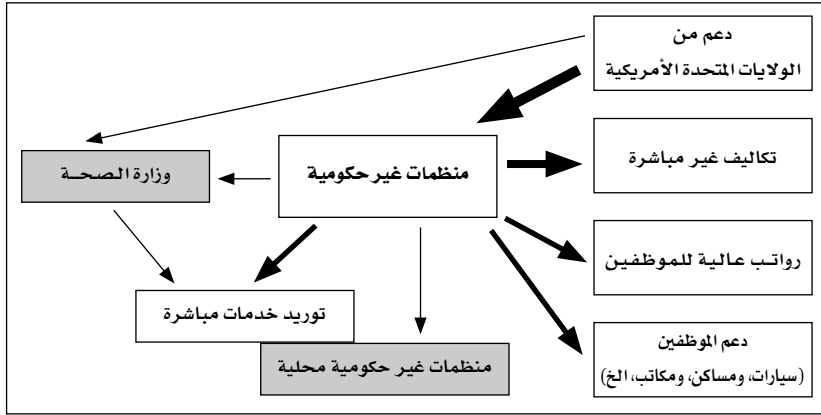 دعم من
الولايات المتحدة الأمريكية
منظمات غير حكومية
تكاليف غير مباشرة
وزارة الصحة
رواتب عالية للموظفين
توريد خدمات مباشرة
دعم الموظفين
(سيارات، ومساكن، ومكاتب، الخ)
منظمات غير حكومية محلية